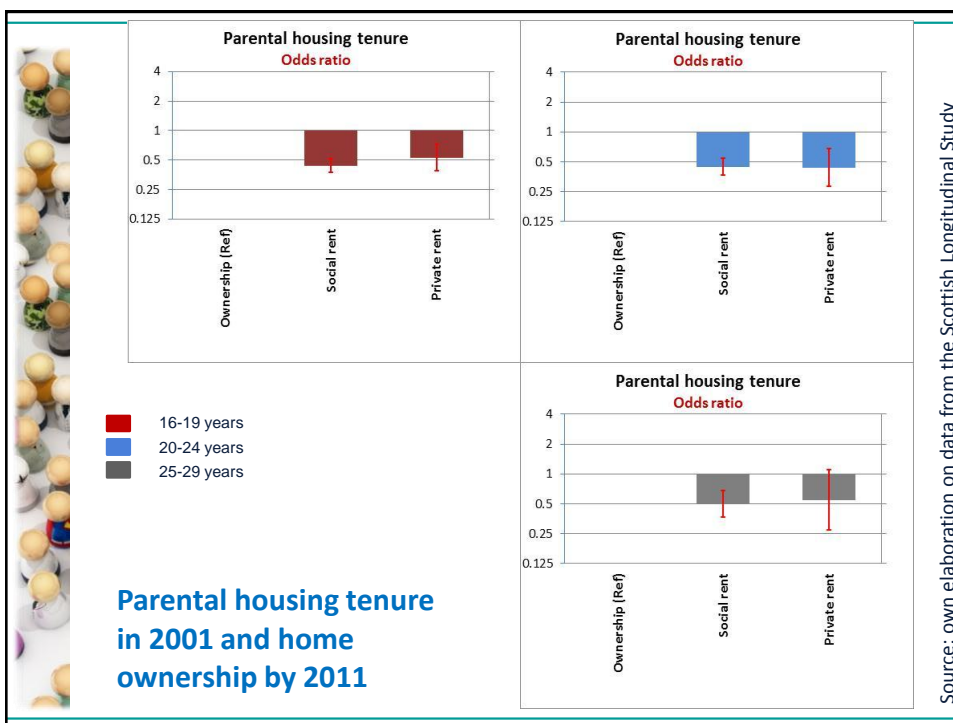 Parental housing tenure
Odds ratio
4
2
1
0.5
0.25
0.125
Ownership (Ref)
Social rent
Private rent
Parental housing tenure
Odds ratio
4
2
1
0.5
0.25
0.125
Ownership (Ref)
Social rent
Private rent
16-19 years
20-24 years
25-29 years
Parental housing tenure
Odds ratio
4
2
1
0.5
0.25
0.125
Ownership (Ref)
Social rent
Private rent
Parental housing tenure
in 2001 and home
ownership by 2011
Source: own elaboration on data from the Scottish Longitudinal Study